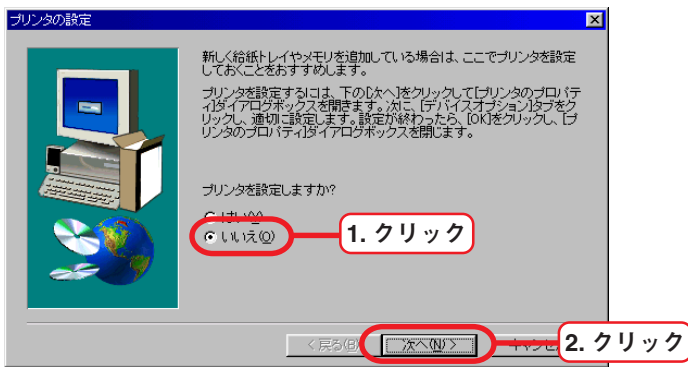 プリンタの設定
新しく給紙トレイやメモリを追加している場合は、ここでプリンタを設定
しておくことをおすすめします。
プリンタを設定するには、下の[次へ]をクリックして[プリンタのプロパテ
ィ]ダイアログボックスを開きます。次に、[デバイスオプション]タブをク
リックし、適切に設定します。設定が終わったら、[OK]をクリックし、[プ
リンタのプロパティ]ダイアログボックスを閉じます。
プリンタを設定しますか?
はい(Y)
いいえ(O)
1. クリック
< 戻る(B)
次へ(N) >
キャンセル
2. クリック